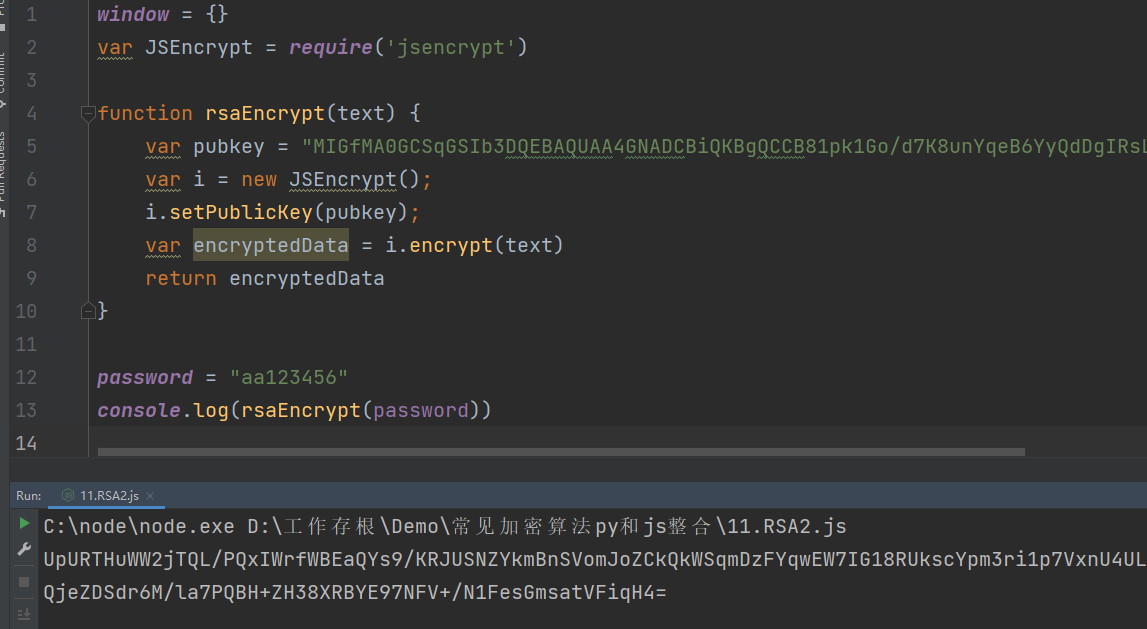 1 window = {}
2 var JSEncrypt = require('jsencrypt')
3
4 function rsaEncrypt(text) {
5 var pubkey = "MIGfMA0GCSqGSIb3DQEBAQUAA4GNADCBiQKBgQCCB81pk1Go/d7K8unYqeB6YyQdDgIRsL
6 var i = new JSEncrypt();
7 i.setPublicKey(pubkey);
8 var encryptedData = i.encrypt(text)
9 return encryptedData
10 }
11
12 password = "aa123456"
13 console.log(rsaEncrypt(password))
14
Commit
Pull Requests
Run: 11.RSA2.js ×
C:\node\node.exe D:\工作存根\Demo\常见加密算法py和js整合\11.RSA2.js
UpURTHuWW2jTQL/PQxIWrfWBEaQYs9/KRJUSNZYkmBnSVomJoZCkQkWSqmDzFYqwEW7IG18RUkscYpm3ri1p7VxnU4UL
QjeZDSdr6M/la7PQBH+ZH38XRBYE97NFV+/N1FesGmsatVFiqH4=